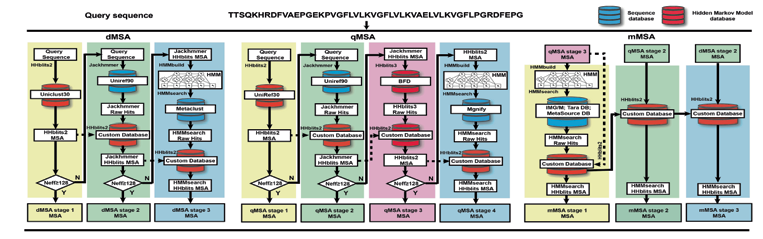 Query sequence
TTSQKHRDFVAEPGEKPVGFLVLKVGFLVLKVAELVLKVGFLPGRDFEPG
Sequence
database
Hidden Markov Model
database
dMSA
Query
Sequence
HHblits2
Uniclust30
HHblits2
MSA
Neff≥128
N
Y
dMSA stage 1
MSA
Query
Sequence
Jackhmmer
Uniref90
Jackhmmer
Raw Hits
HHblits2
Custom Database
Jackhmmer
HHblits MSA
Neff≥128
N
Y
dMSA stage 2
MSA
Jackhmmer
HHblits MSA
HMMbuild
HMM
HMMsearch
Metaclust
HMMsearch
Raw Hits
HHblits2
Custom Database
HMMsearch
HHblits MSA
dMSA stage 3
MSA
qMSA
Query
Sequence
HHblits2
UniRef30
HHblits2
MSA
Neff≥128
N
Y
qMSA stage 1
MSA
Query
Sequence
Jackhmmer
Uniref90
Jackhmmer
Raw Hits
HHblits2
Custom Database
Jackhmmer
HHblits MSA
Neff≥128
N
Y
qMSA stage 2
MSA
Jackhmmer
HHblits MSA
HHblits3
BFD
HHblits3
Raw Hits
HHblits2
Custom Database
HHblits2
MSA
Neff≥128
N
Y
qMSA stage 3
MSA
HHblits2
MSA
HMMbuild
HMM
HMMsearch
Mgnify
HMMsearch
Raw Hits
HHblits2
Custom Database
HMMsearch
HHblits MSA
qMSA stage 4
MSA
mMSA
qMSA stage 3
MSA
HMMbuild
HMM
HMMsearch
IMG/M; Tara DB;
MetaSource DB
HMMsearch
Raw Hits
HHblits2
Custom Database
HMMsearch
HHblits MSA
mMSA stage 1
MSA
qMSA stage 2
MSA
HHblits2
Custom Database
HMMsearch
HHblits MSA
mMSA stage 2
MSA
dMSA stage 2
MSA
HHblits2
Custom Database
HMMsearch
HHblits MSA
mMSA stage 3
MSA